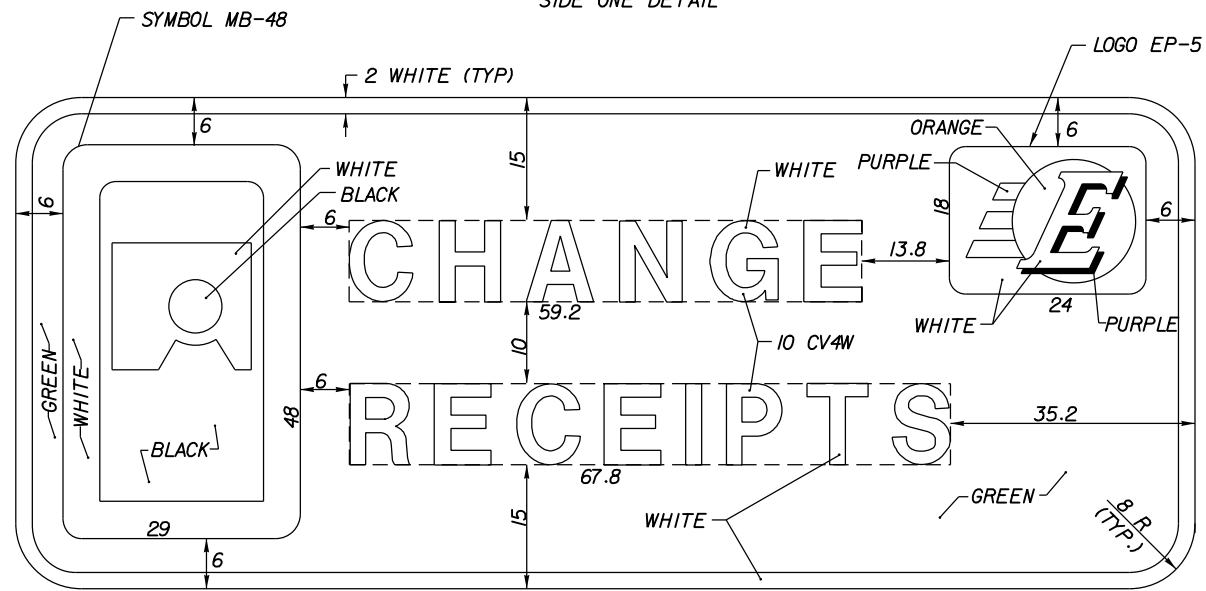 SIDE ONE DETAIL
SYMBOL MB-48
LOGO EP-5
2 WHITE (TYP)
6
6
ORANGE
15
WHITE
WHITE
PURPLE
BLACK
6
18
6
6
CHANGE
13.8
59.2
24
WHITE
PURPLE
10
10 CV4W
GREEN
WHITE
6
48
RECEIPTS
35.2
BLACK
67.8
GREEN
WHITE
15
8 R
(TYP.)
29
6
E